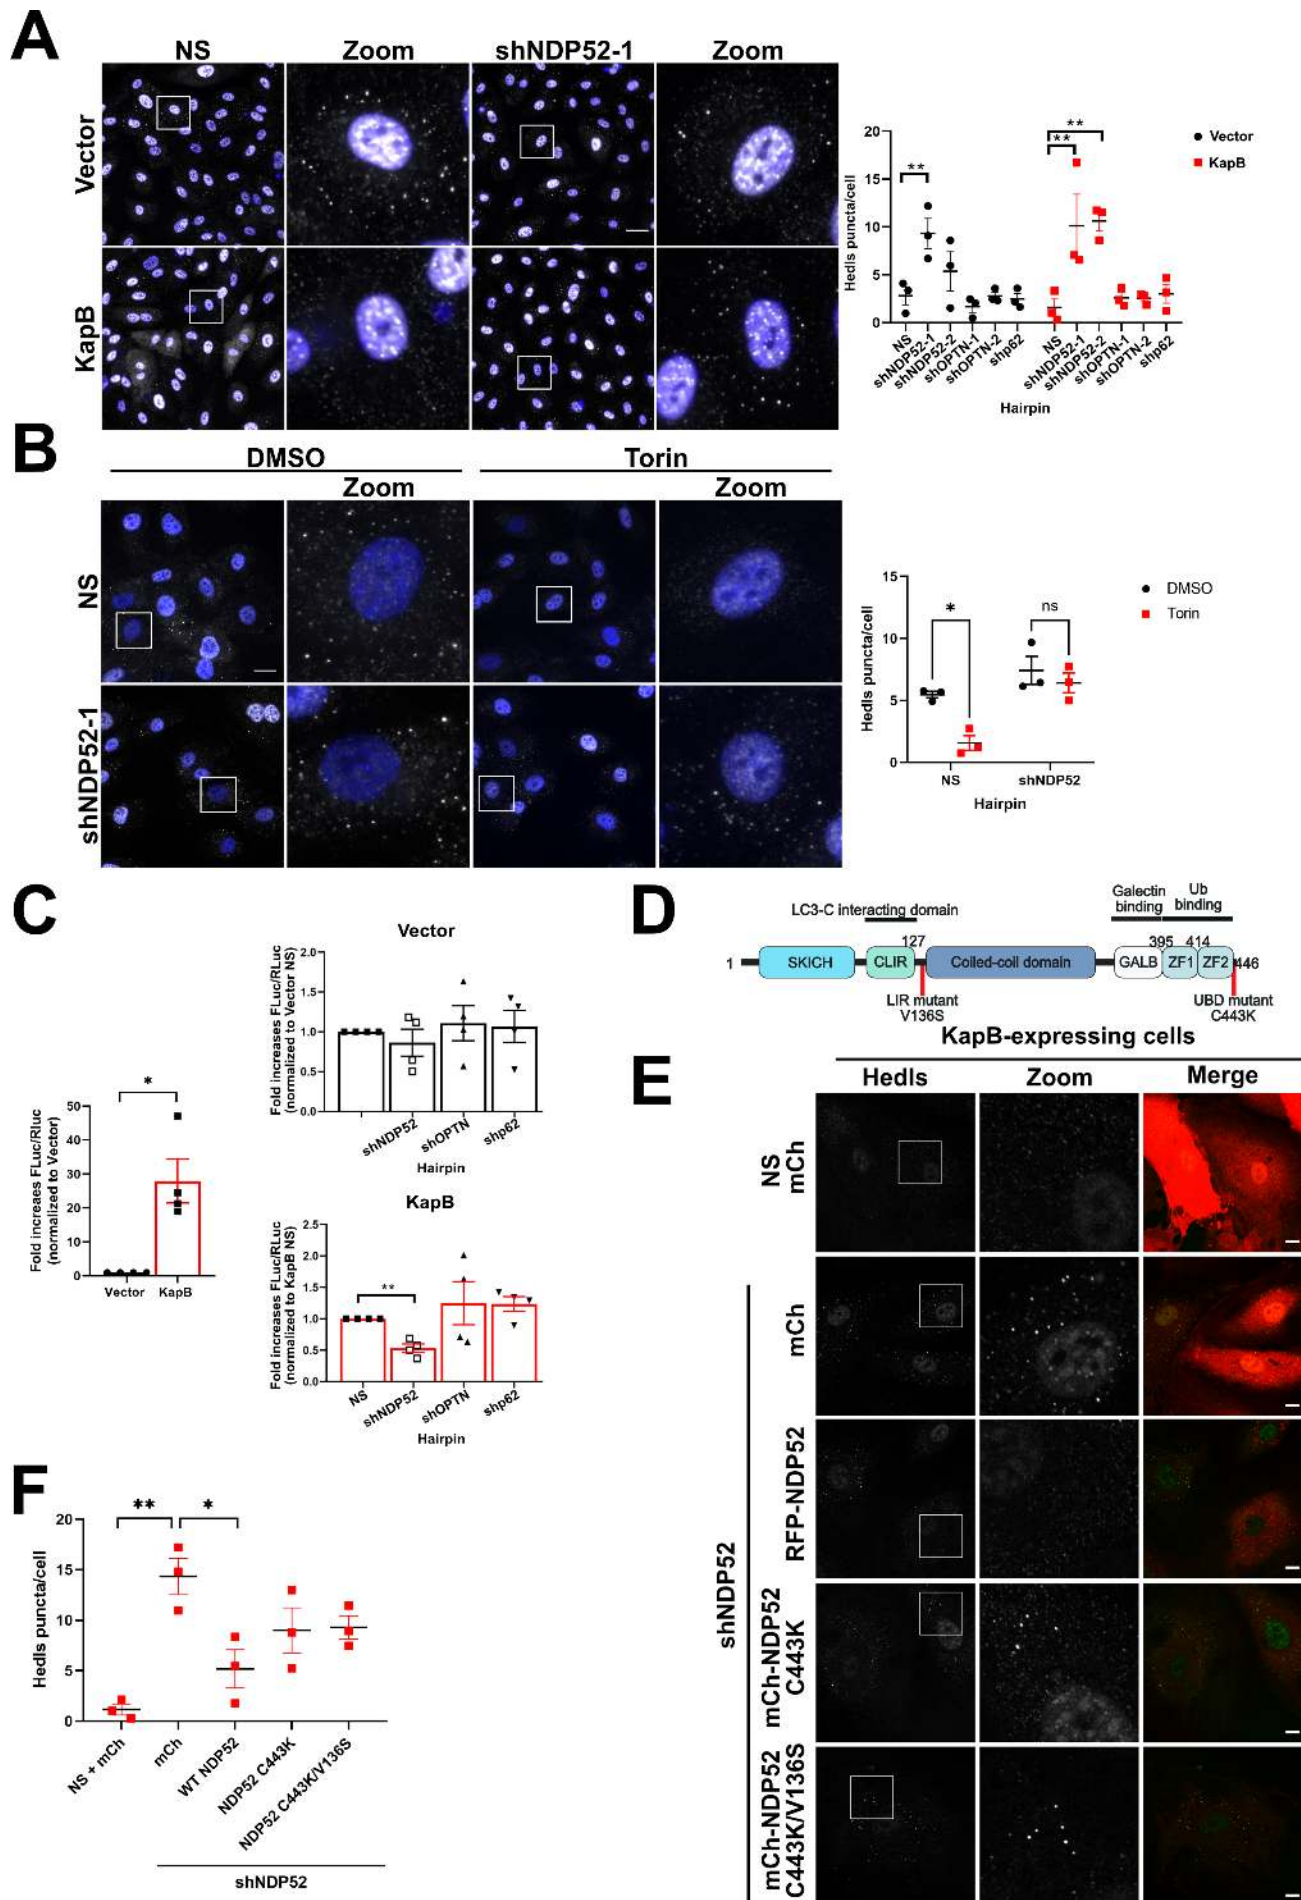 A
NS
Zoom
shNDP52-1
Zoom
Vector
KapB
Hedls puncta/cell
20
15
10
5
0
**
**
**
Vector
KapB
NS
shNDP52-1
shNDP52-2
shOPTN-1
shOPTN-2
shp62
NS
shNDP52-1
shNDP52-2
shOPTN-1
shOPTN-2
shp62
Hairpin
B
DMSO
Torin
Zoom
Zoom
NS
shNDP52-1
Hedls puncta/cell
15
10
5
0
*
ns
DMSO
Torin
NS
shNDP52
Hairpin
C
Fold increases FLuc/Rluc
(normalized to Vector)
50
40
30
20
10
0
*
Vector
KapB
Vector
Fold increases FLuc/RLuc
(normalized to Vector NS)
2.0
1.5
1.0
0.5
0.0
shNDP52
shOPTN
shp62
Hairpin
KapB
Fold increases FLuc/RLuc
(normalized to KapB NS)
2.5
2.0
1.5
1.0
0.5
0.0
**
NS
shNDP52
shOPTN
shp62
Hairpin
D
LC3-C interacting domain
Galectin
binding
Ub
binding
127
395
414
1
SKICH
CLIR
Coiled-coil domain
GALB
ZF1
ZF2
446
LIR mutant
V136S
UBD mutant
C443K
E
KapB-expressing cells
Hedls
Zoom
Merge
NS
mCh
shNDP52
mCh
RFP-NDP52
mCh-NDP52
C443K
mCh-NDP52
C443K/V136S
F
Hedls puncta/cell
20
15
10
5
0
**
*
NS + mCh
mCh
WT NDP52
NDP52 C443K
NDP52 C443K/V136S
shNDP52